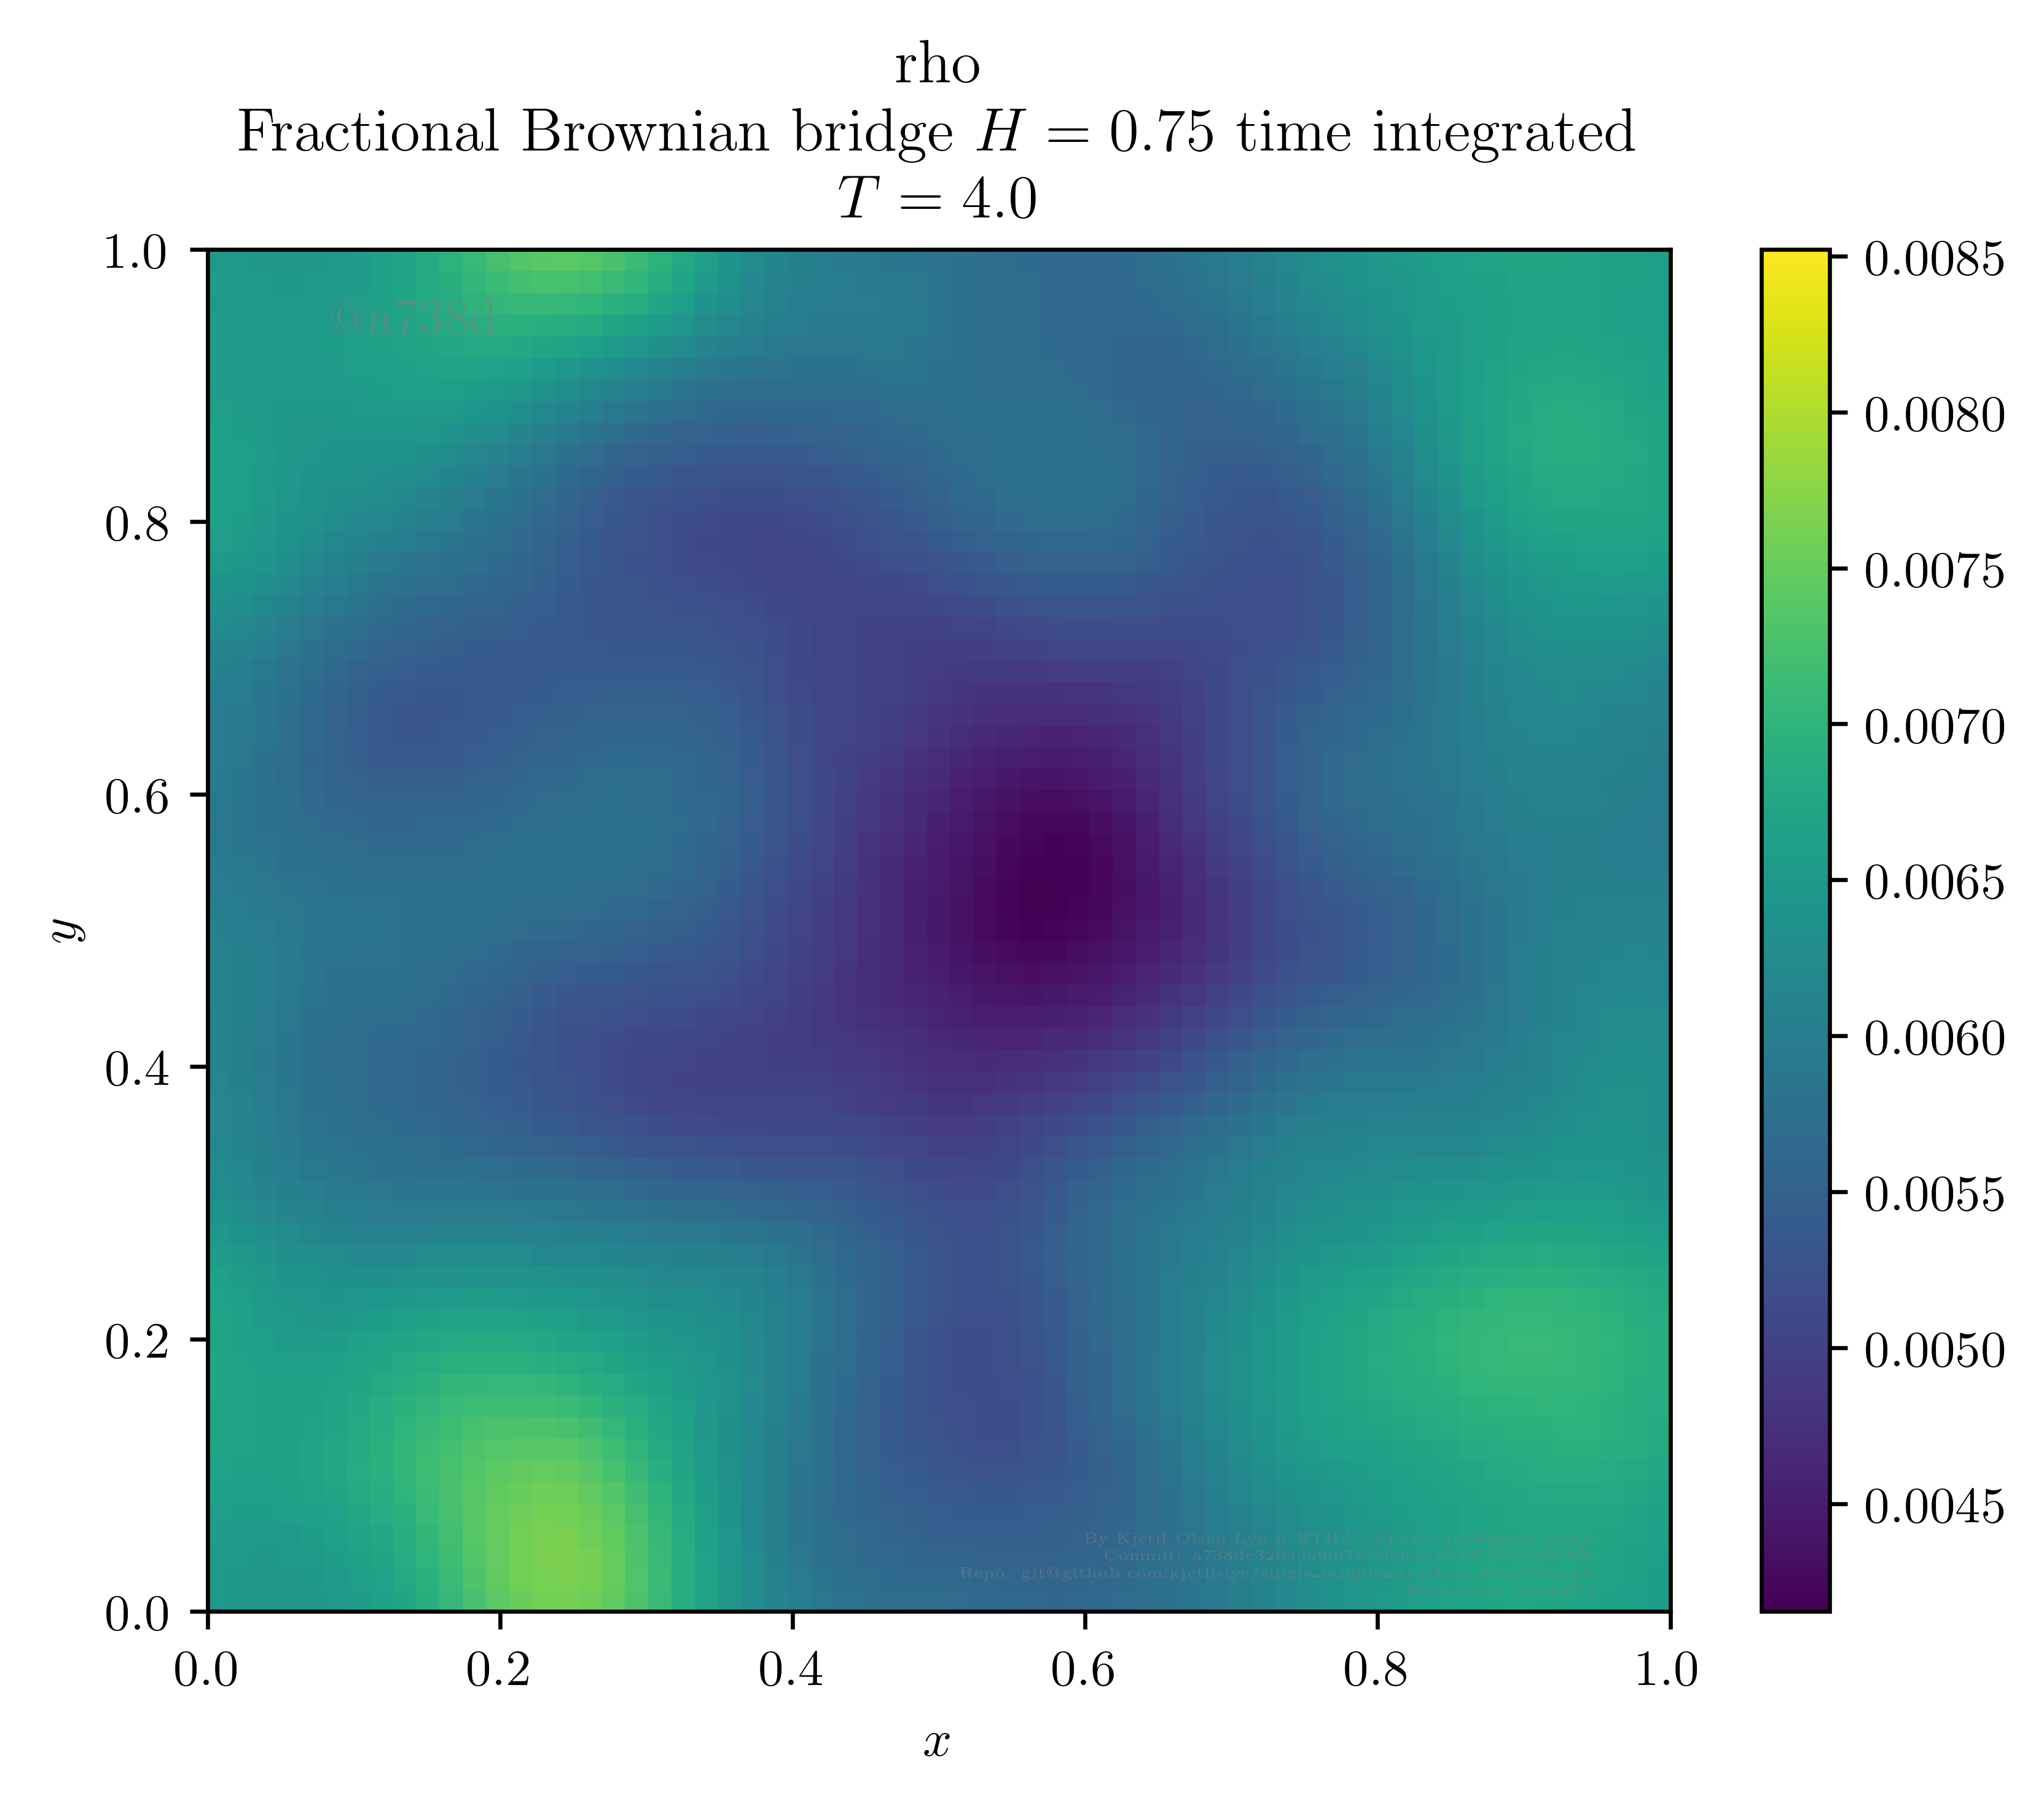 rho
Fractional Brownian bridge H = 0.75 time integrated
T = 4.0
@a738d
1.0
0.8
0.6
0.4
0.2
0.0
y
0.0 0.2 0.4 0.6 0.8 1.0
x
0.0085
0.0080
0.0075
0.0070
0.0065
0.0060
0.0055
0.0050
0.0045
By Kjetil Olsen Lye @ ETHZ
Commit:
Repo: